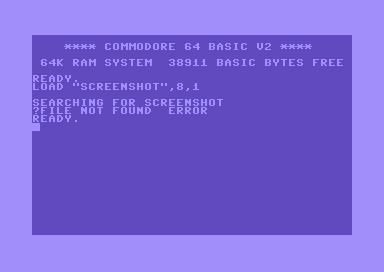 **** COMMODORE 64 BASIC V2 ****
64K RAM SYSTEM  38911 BASIC BYTES FREE
READY.
LOAD "SCREENSHOT",8,1
SEARCHING FOR SCREENSHOT
?FILE NOT FOUND  ERROR
READY.